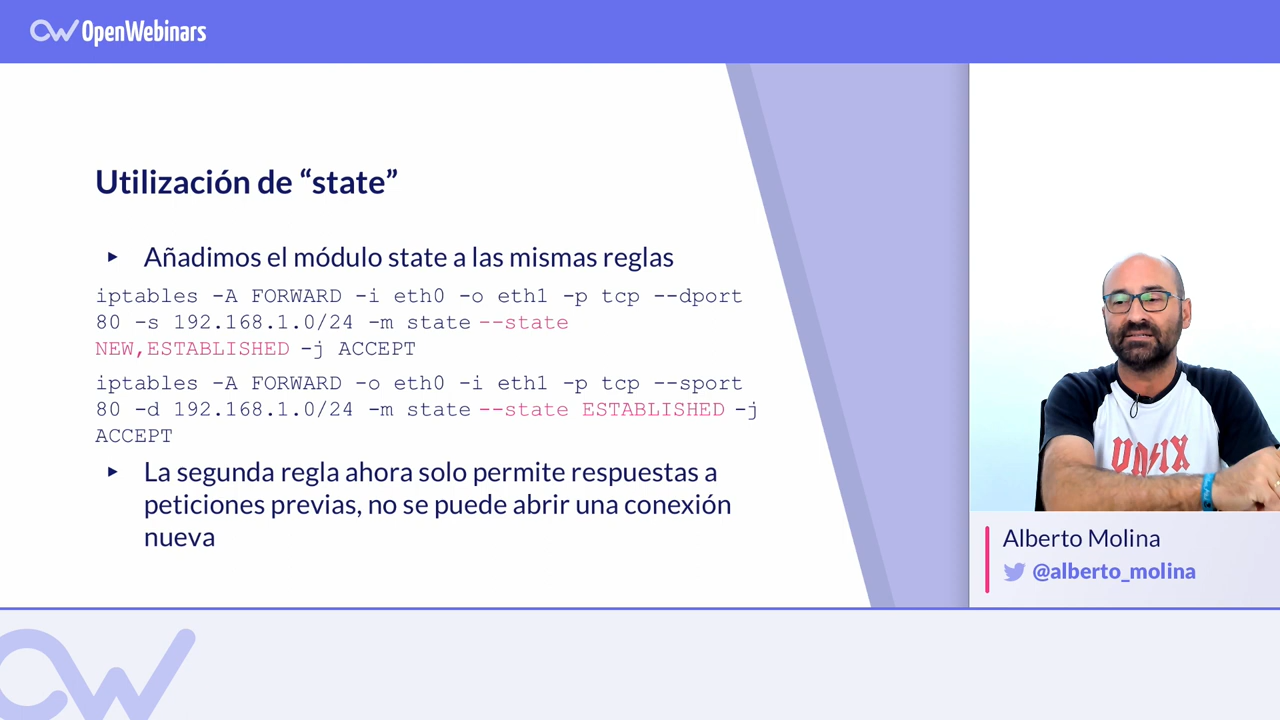 OpenWebinars
Utilización de “state”
‣ Añadimos el módulo state a las mismas reglas
iptables -A FORWARD -i eth0 -o eth1 -p tcp --dport
80 -s 192.168.1.0/24 -m state --state
NEW,ESTABLISHED -j ACCEPT
iptables -A FORWARD -o eth0 -i eth1 -p tcp --sport
80 -d 192.168.1.0/24 -m state --state ESTABLISHED -j
ACCEPT
‣ La segunda regla ahora solo permite respuestas a
peticiones previas, no se puede abrir una conexión
nueva
UNIX
Alberto Molina
@alberto_molina